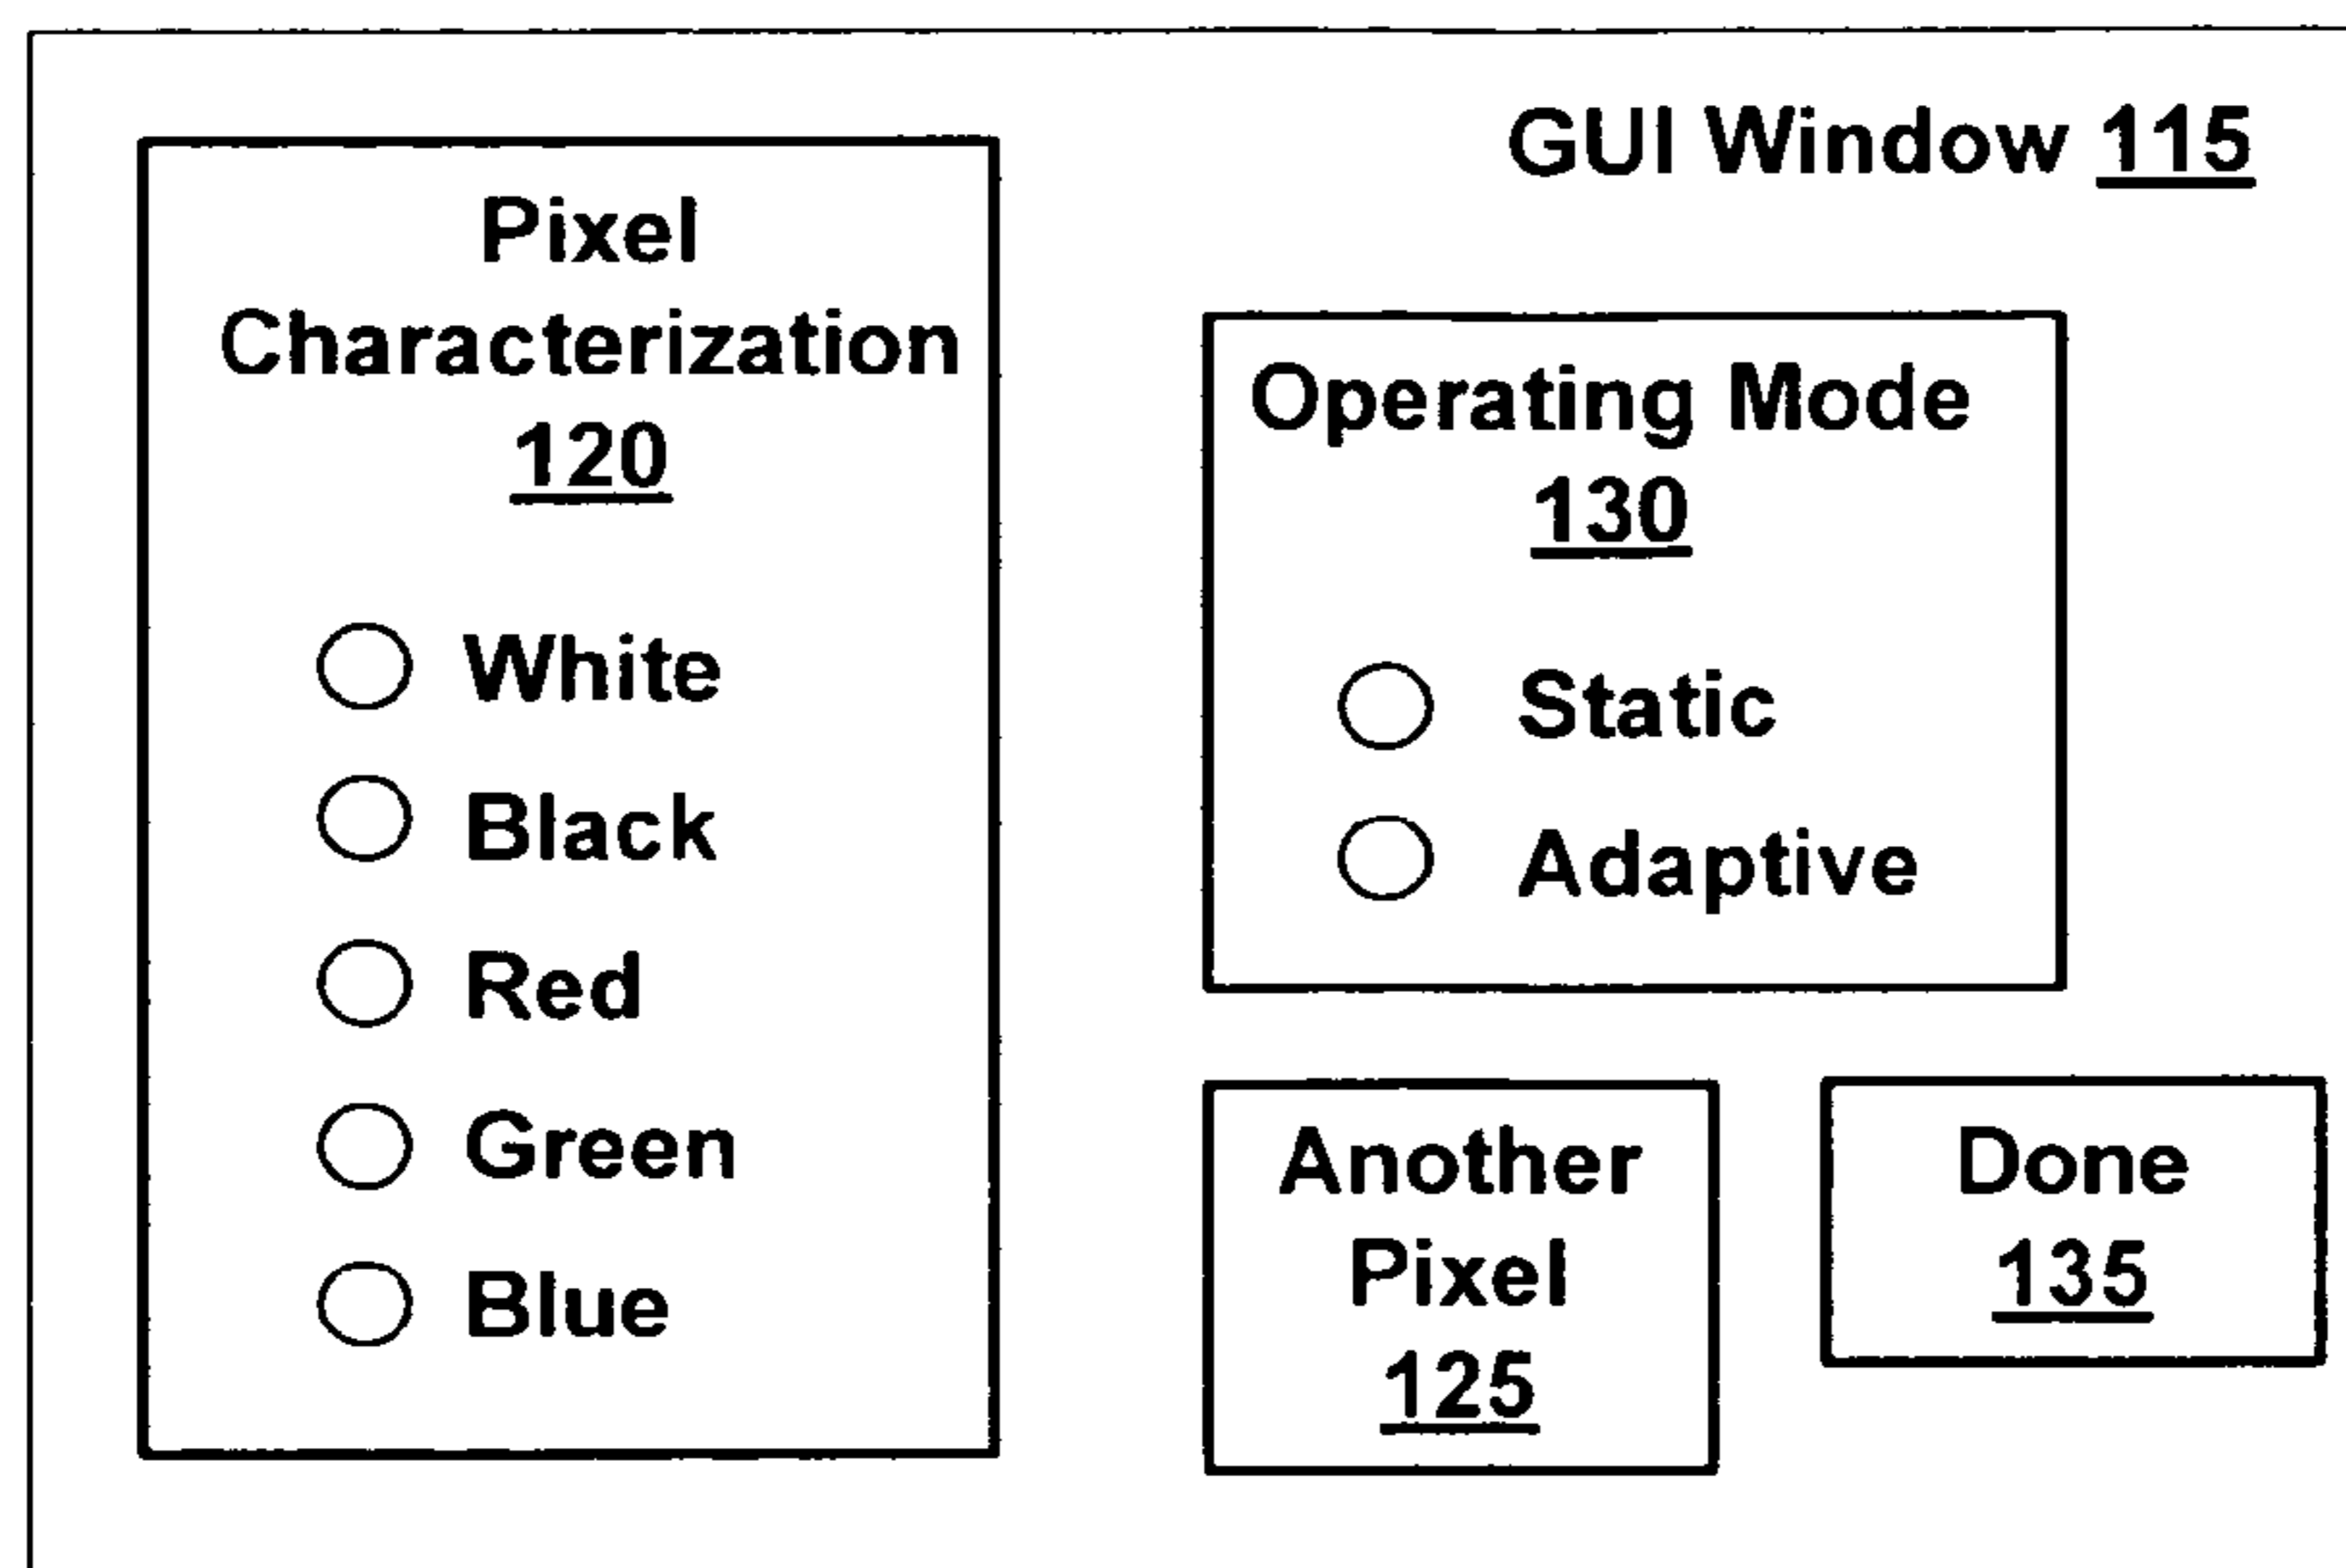 GUI Window 115
Pixel
Characterization
120
White
Black
Red
Green
Blue
Operating Mode
130
Static
Adaptive
Another
Pixel
125
Done
135